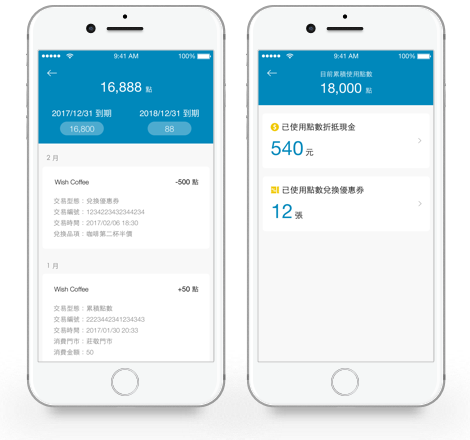 9:41 AM
100%
16,888 點
2017/12/31 到期
2018/12/31 到期
16,800
88
2 月
Wish Coffee
-500 點
交易型態：兌換優惠券
交易編號：1234223432344234
交易時間：2017/02/06 18:30
兌換品項：咖啡第二杯半價
1 月
Wish Coffee
+50 點
交易型態：累積點數
交易編號：2223442341234343
交易時間：2017/01/30 20:33
消費門市：莊敬門市
消費金額：50
9:41 AM
100%
目前累積使用點數
18,000 點
已使用點數折抵現金
540 元
已使用點數兌換優惠券
12 張